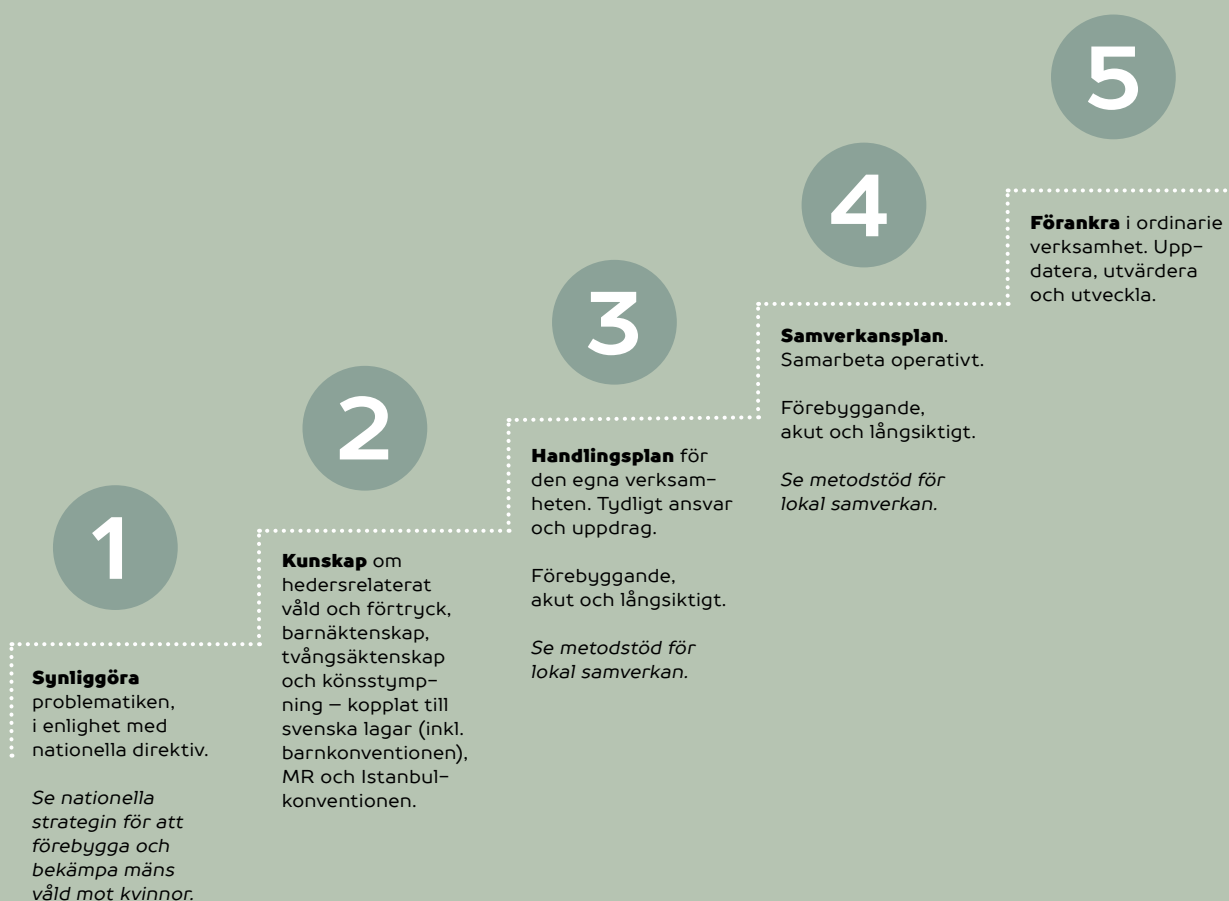 1
Synliggöra
problematiken,
i enlighet med
nationella direktiv.
Se nationella
strategin för att
förebygga och
bekämpa mäns
våld mot kvinnor.
2
Kunskap om
hedersrelaterat
våld och förtryck,
barnäktenskap,
tvångsäktenskap
och könsstymp–
ning – kopplat till
svenska lagar (inkl.
barnkonventionen),
MR och Istanbul–
konventionen.
3
Handlingsplan för
den egna verksam–
heten. Tydligt ansvar
och uppdrag.
Förebyggande,
akut och långsiktigt.
Se metodstöd för
lokal samverkan.
4
Samverkansplan.
Samarbeta operativt.
Förebyggande,
akut och långsiktigt.
Se metodstöd för
lokal samverkan.
5
Förankra i ordinarie
verksamhet. Upp–
datera, utvärdera
och utveckla.